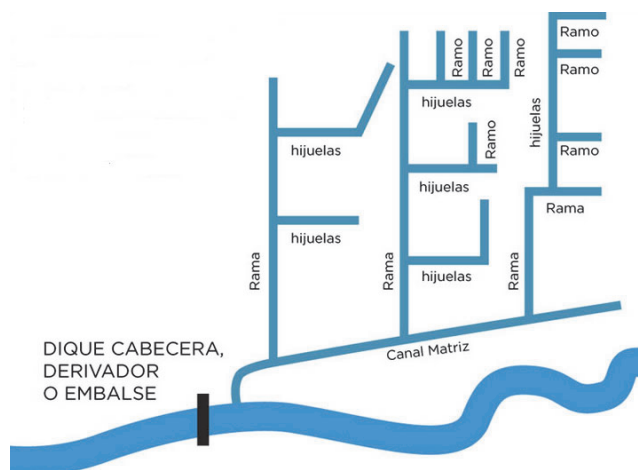 Ramo
Ramo
Ramo
Ramo
Ramo
hijuelas
hijuelas
hijuelas
Ramo
Ramo
hijuelas
Rama
hijuelas
Rama
hijuelas
Rama
Rama
DIQUE CABECERA,
DERIVADOR
O EMBALSE
Canal Matriz